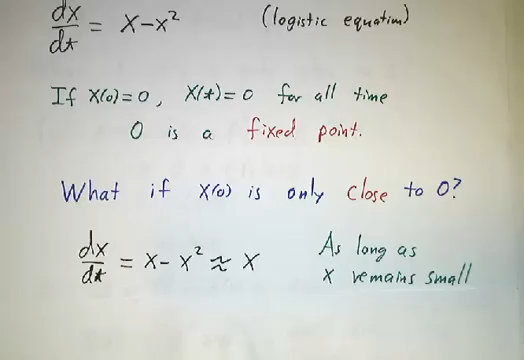 dx/dt = x-x² (logistic equation)
If x(0)=0, x(t)=0 for all time
0 is a fixed point.
What if x(0) is only close to 0?
dx/dt = x-x² ≈ x As long as
x remains small